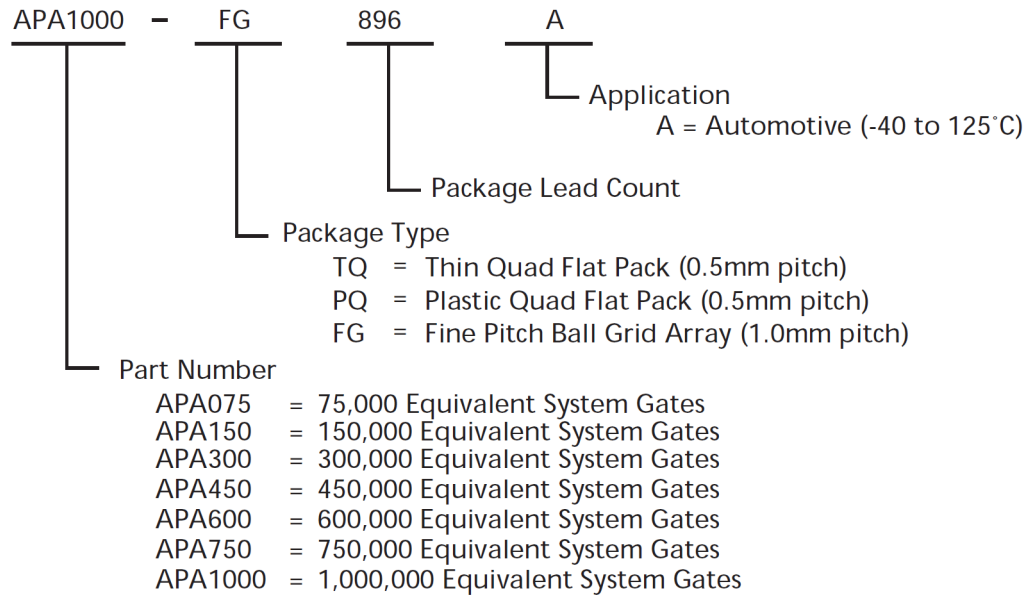 APA1000 – FG 896 A
Application
A = Automotive (-40 to 125˚C)
Package Lead Count
Package Type
TQ = Thin Quad Flat Pack (0.5mm pitch)
PQ = Plastic Quad Flat Pack (0.5mm pitch)
FG = Fine Pitch Ball Grid Array (1.0mm pitch)
Part Number
APA075 = 75,000 Equivalent System Gates
APA150 = 150,000 Equivalent System Gates
APA300 = 300,000 Equivalent System Gates
APA450 = 450,000 Equivalent System Gates
APA600 = 600,000 Equivalent System Gates
APA750 = 750,000 Equivalent System Gates
APA1000 = 1,000,000 Equivalent System Gates